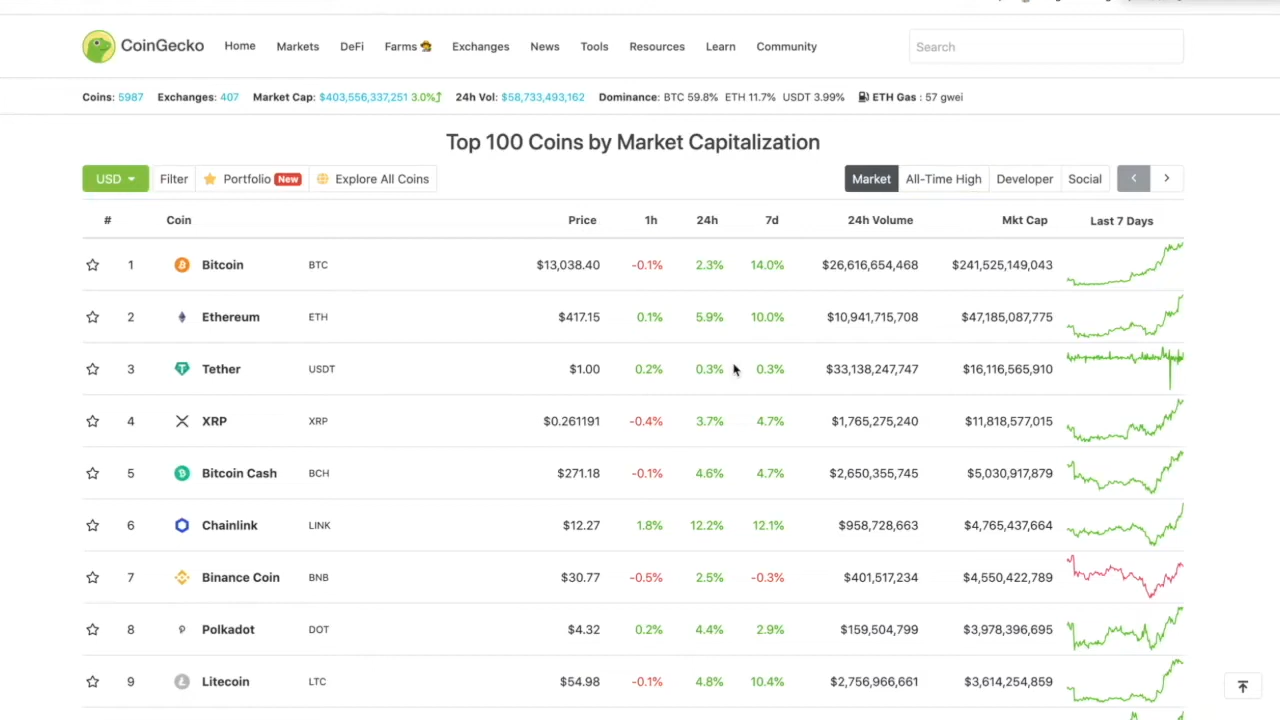 CoinGecko Home Markets DeFi Farms Exchanges News Tools Resources Learn Community Search
Coins: 5987 Exchanges: 407 Market Cap: $403,556,337,251 3.0% 24h Vol: $58,733,493,162 Dominance: BTC 59.8% ETH 11.7% USDT 3.99% ETH Gas : 57 gwei
Top 100 Coins by Market Capitalization
USD Filter Portfolio New Explore All Coins Market All-Time High Developer Social
# Coin Price 1h 24h 7d 24h Volume Mkt Cap Last 7 Days
1 Bitcoin BTC $13,038.40 -0.1% 2.3% 14.0% $26,616,654,468 $241,525,149,043
2 Ethereum ETH $417.15 0.1% 5.9% 10.0% $10,941,715,708 $47,185,087,775
3 Tether USDT $1.00 0.2% 0.3% 0.3% $33,138,247,747 $16,116,565,910
4 XRP XRP $0.261191 -0.4% 3.7% 4.7% $1,765,275,240 $11,818,577,015
5 Bitcoin Cash BCH $271.18 -0.1% 4.6% 4.7% $2,650,355,745 $5,030,917,879
6 Chainlink LINK $12.27 1.8% 12.2% 12.1% $958,728,663 $4,765,437,664
7 Binance Coin BNB $30.77 -0.5% 2.5% -0.3% $401,517,234 $4,550,422,789
8 Polkadot DOT $4.32 0.2% 4.4% 2.9% $159,504,799 $3,978,396,695
9 Litecoin LTC $54.98 -0.1% 4.8% 10.4% $2,756,966,661 $3,614,254,859